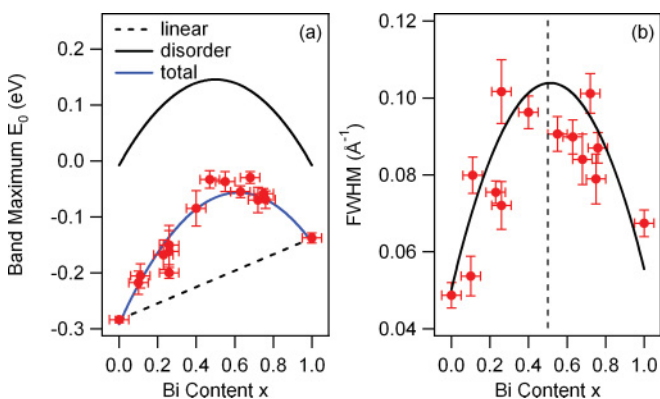 linear
disorder
total
(a)
0.2
0.1
0.0
-0.1
-0.2
-0.3
Band Maximum E0 (eV)
0.0 0.2 0.4 0.6 0.8 1.0
Bi Content x
(b)
0.12
0.10
0.08
0.06
0.04
FWHM (Å-1)
0.0 0.2 0.4 0.6 0.8 1.0
Bi Content x